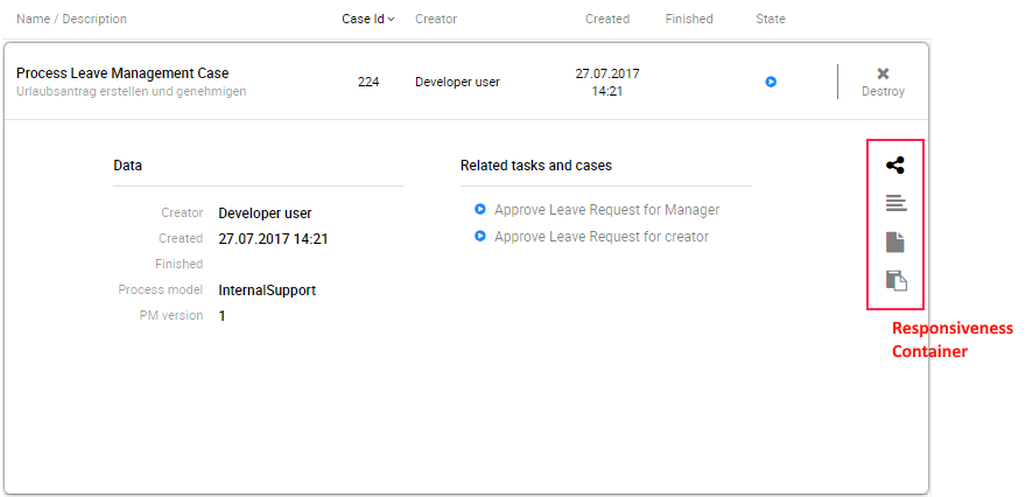 Name / Description Case Id Creator Created Finished State
Process Leave Management Case
Urlaubsantrag erstellen und genehmigen
224
Developer user
27.07.2017
14:21
Destroy
Data
Creator Developer user
Created 27.07.2017 14:21
Finished
Process model InternalSupport
PM version 1
Related tasks and cases
Approve Leave Request for Manager
Approve Leave Request for creator
Responsiveness
Container